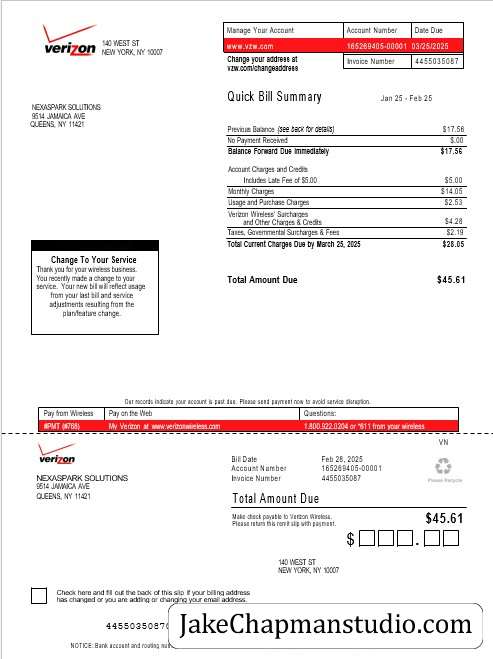 verizon
140 WEST ST
NEW YORK, NY 10007
Manage Your Account Account Number Date Due
www.vzw.com 165269405-00001 03/25/2025
Change your address at
vzw.com/changeaddress
Invoice Number 4455035087
Quick Bill Summary Jan 25 - Feb 25
NEXASPARK SOLUTIONS
9514 JAMAICA AVE
QUEENS, NY 11421
Previous Balance (see back for details) $17.56
No Payment Received $.00
Balance Forward Due Immediately $17.56
Account Charges and Credits
Includes Late Fee of $5.00 $5.00
Monthly Charges $14.05
Usage and Purchase Charges $2.53
Verizon Wireless' Surcharges
and Other Charges & Credits $4.28
Taxes, Governmental Surcharges & Fees $2.19
Total Current Charges Due by March 25, 2025 $28.05
Change To Your Service
Thank you for your wireless business.
You recently made a change to your
service. Your new bill will reflect usage
from your last bill and service
adjustments resulting from the
plan/feature change.
Total Amount Due $45.61
Our records indicate your account is past due. Please send payment now to avoid service disruption.
Pay from Wireless Pay on the Web Questions:
#PMT (#768) My Verizon at www.verizonwireless.com 1.800.922.0204 or *611 from your wireless
VN
verizon
Bill Date Feb 28, 2025
Account Number 165269405-00001
Invoice Number 4455035087
Please Recycle
NEXASPARK SOLUTIONS
9514 JAMAICA AVE
QUEENS, NY 11421
Total Amount Due
Make check payable to Verizon Wireless.
Please return this remit slip with payment.
$45.61
$ .
140 WEST ST
NEW YORK, NY 10007
Check here and fill out the back of this slip if your billing address
has changed or you are adding or changing your email address.
4455035087
JakeChapmanstudio.com
NOTICE: Bank account and routing